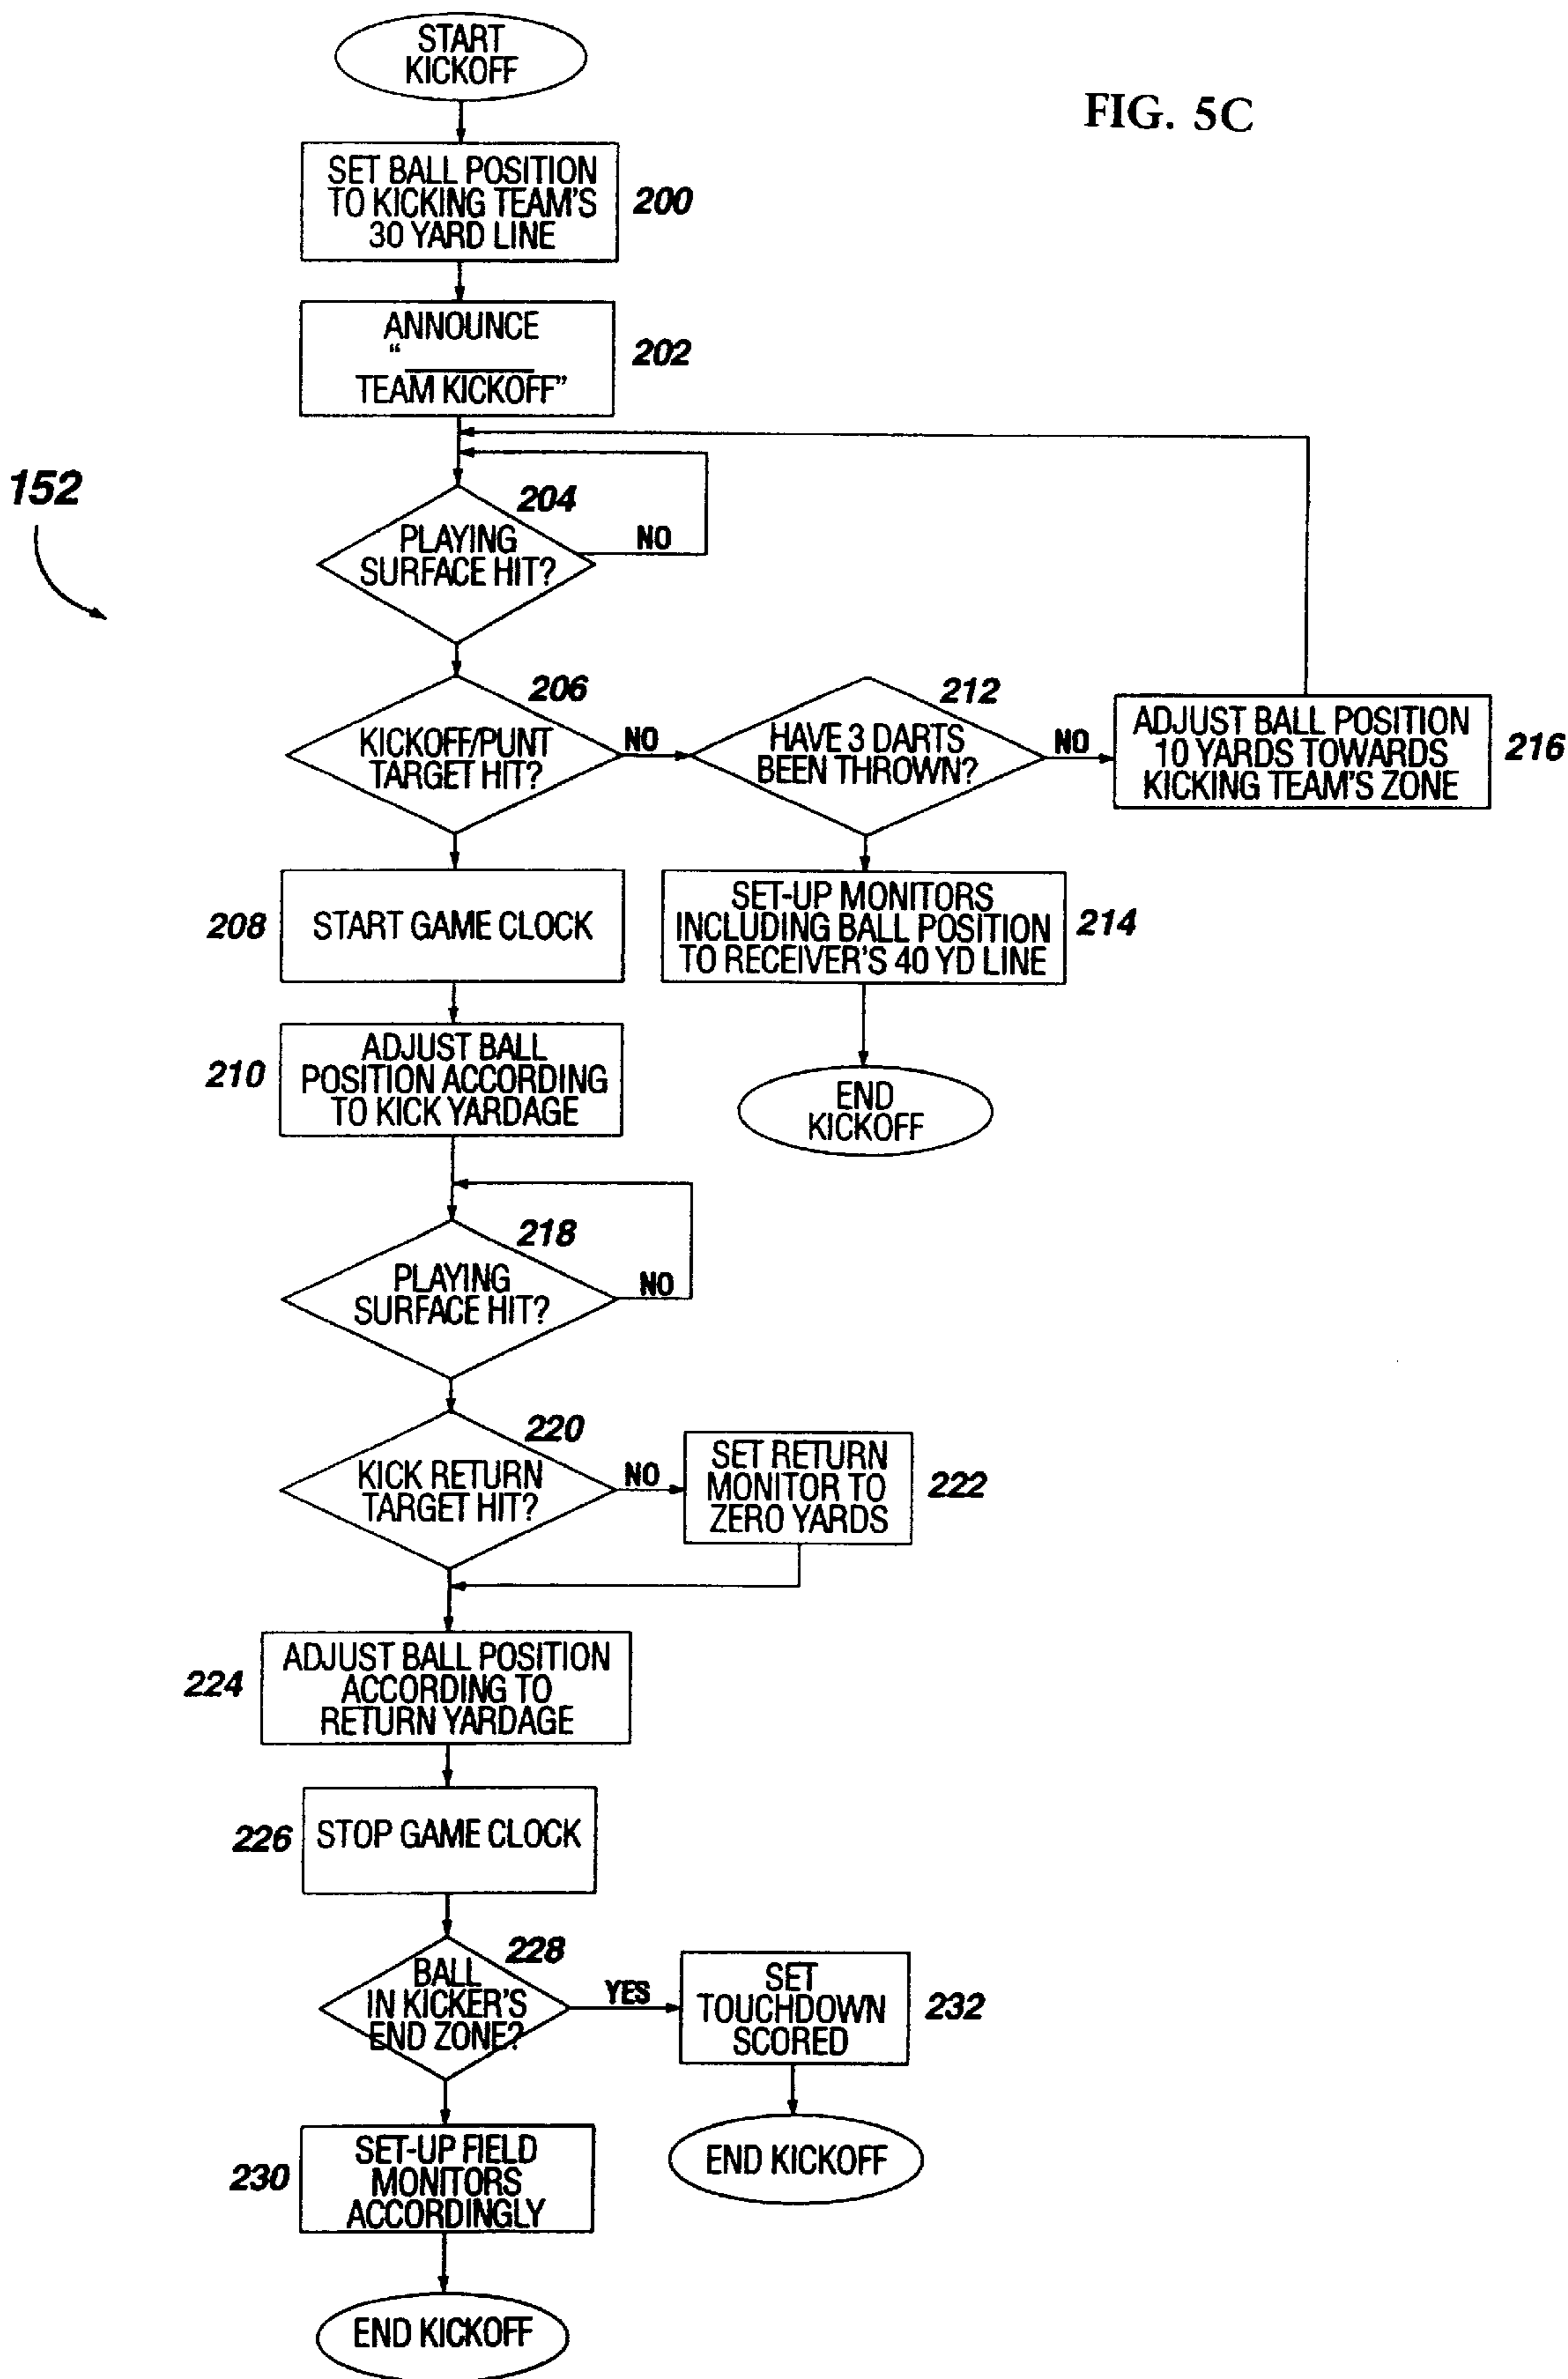 START
KICKOFF
FIG. 5C
SET BALL POSITION
TO KICKING TEAM'S
30 YARD LINE
200
ANNOUNCE
"
TEAM KICKOFF"
202
152
204
PLAYING
SURFACE HIT?
NO
206
KICKOFF/PUNT
TARGET HIT?
NO
212
HAVE 3 DARTS
BEEN THROWN?
NO
ADJUST BALL POSITION
10 YARDS TOWARDS
KICKING TEAM'S ZONE
216
208
START GAME CLOCK
SET-UP MONITORS
INCLUDING BALL POSITION
TO RECEIVER'S 40 YD LINE
214
210
ADJUST BALL
POSITION ACCORDING
TO KICK YARDAGE
END
KICKOFF
218
PLAYING
SURFACE HIT?
NO
220
KICK RETURN
TARGET HIT?
NO
SET RETURN
MONITOR TO
ZERO YARDS
222
224
ADJUST BALL POSITION
ACCORDING TO
RETURN YARDAGE
226
STOP GAME CLOCK
228
BALL
IN KICKER'S
END ZONE?
YES
SET
TOUCHDOWN
SCORED
232
230
SET-UP FIELD
MONITORS
ACCORDINGLY
END KICKOFF
END KICKOFF